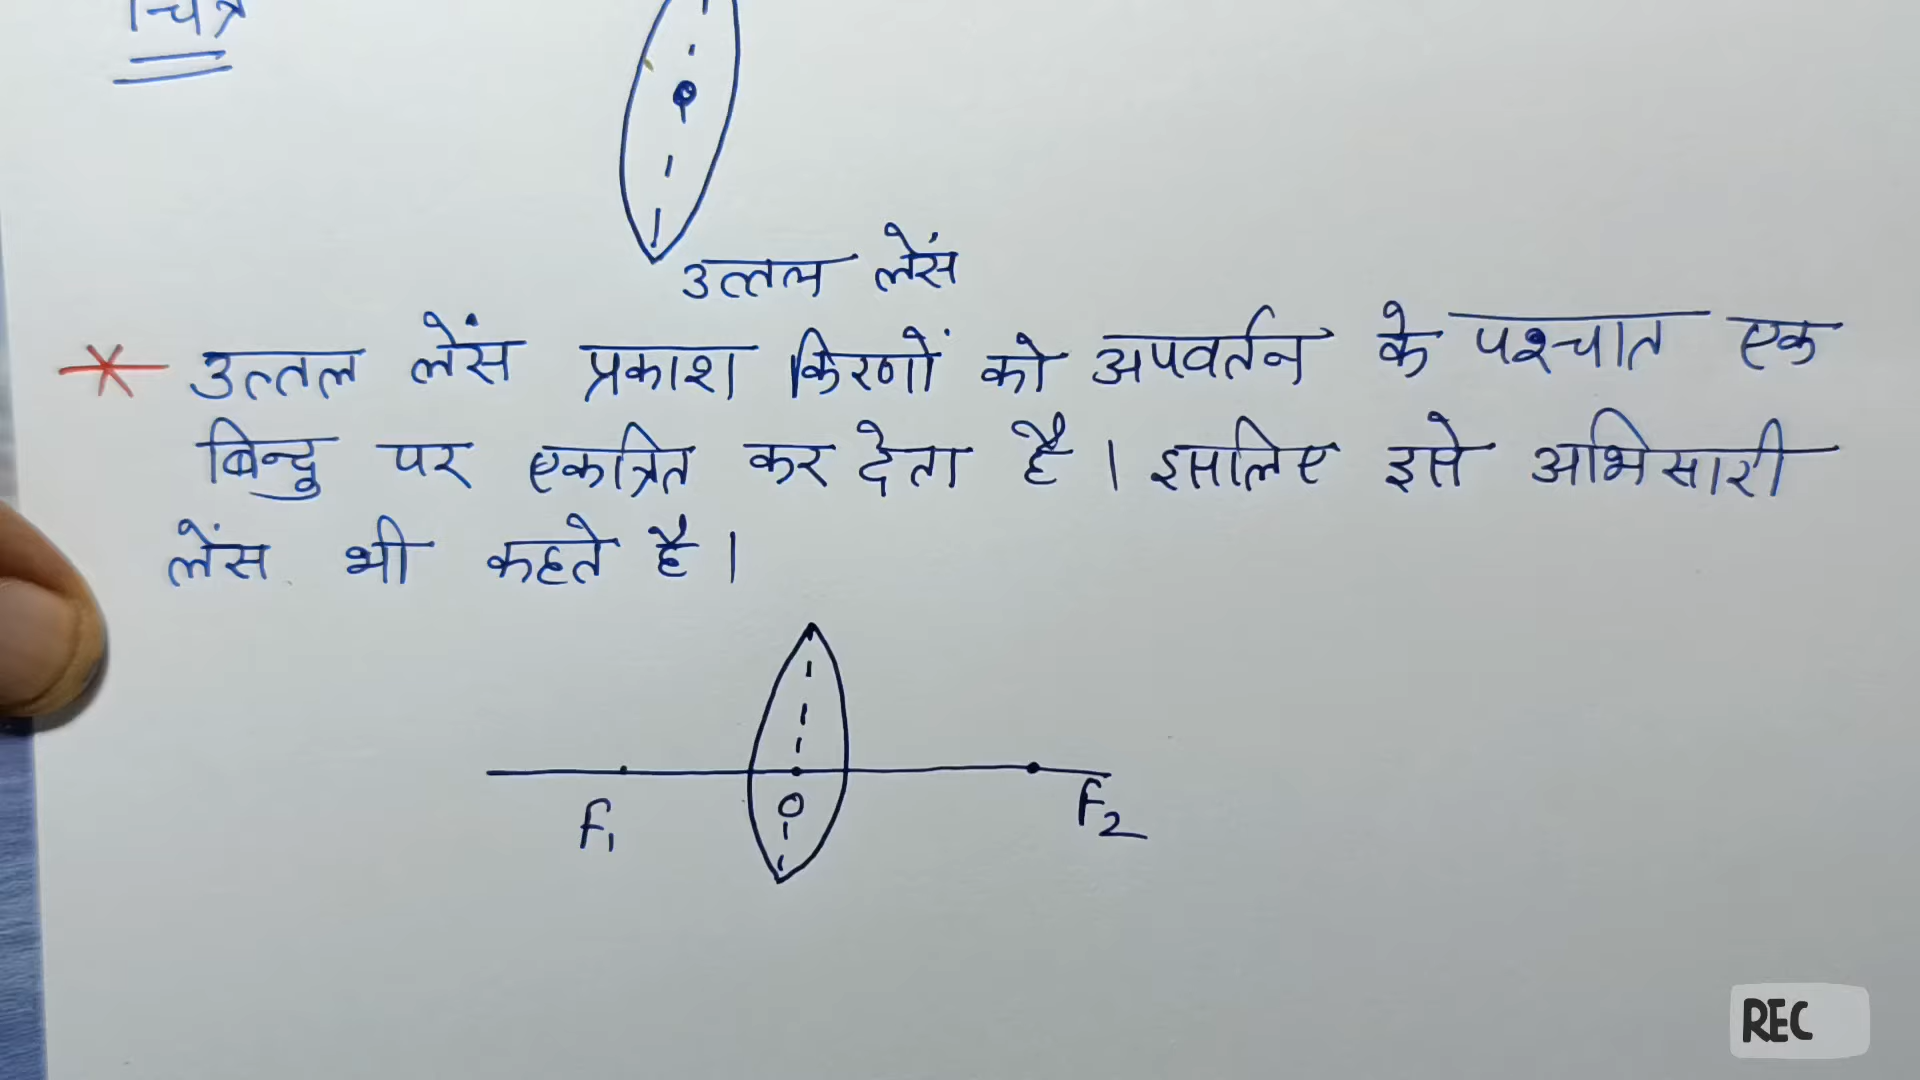 चित्र
उत्तल लेंस
उत्तल लेंस प्रकाश किरणों को अपवर्तन के पश्चात एक
बिन्दु पर एकत्रित कर देता है । इसलिए इसे अभिसारी
लेंस भी कहते है ।
F1 O F2
REC